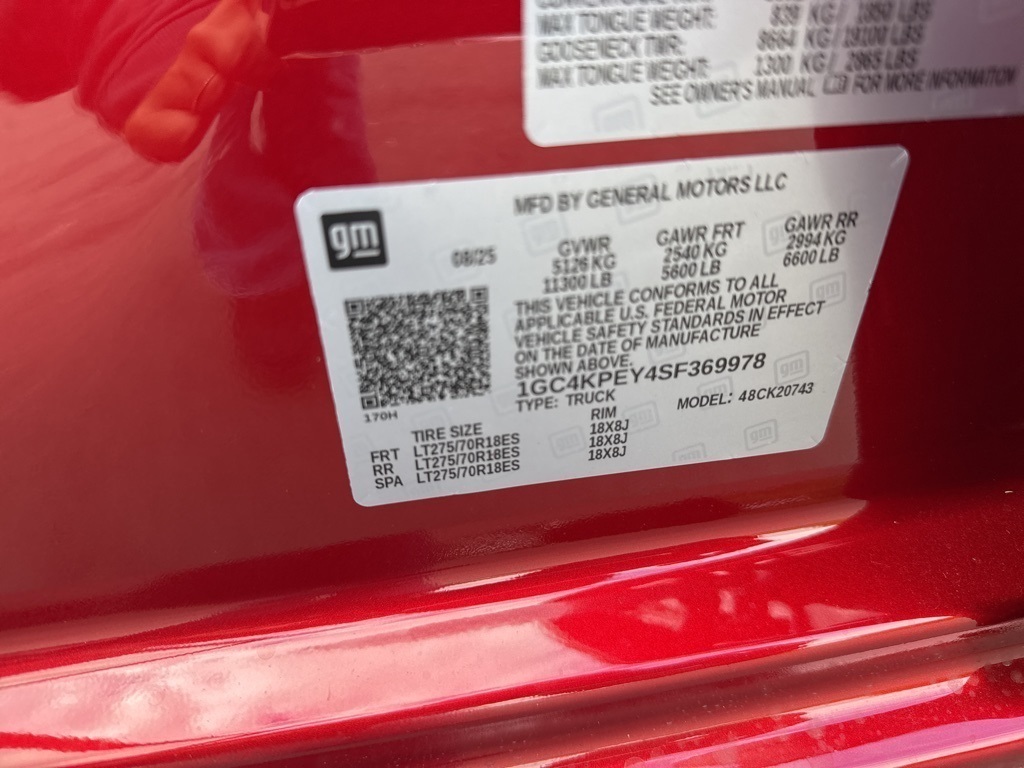 MAX TONGUE WEIGHT: 839 KG / 1850 LBS
GOOSENECK TWR: 8664 KG / 19100 LBS
MAX TONGUE WEIGHT: 1300 KG / 2865 LBS
SEE OWNER'S MANUAL FOR MORE INFORMATION
gm
MFD BY GENERAL MOTORS LLC
08/25
GVWR GAWR FRT GAWR RR
5126 KG 2540 KG 2994 KG
11300 LB 5600 LB 6600 LB
THIS VEHICLE CONFORMS TO ALL
APPLICABLE U.S. FEDERAL MOTOR
VEHICLE SAFETY STANDARDS IN EFFECT
ON THE DATE OF MANUFACTURE
SHOWN ABOVE.
1GC4KPEY4SF369978
TYPE: TRUCK MODEL: 48CK20743
170H
TIRE SIZE RIM
FRT LT275/70R18ES 18X8J
RR LT275/70R18ES 18X8J
SPA LT275/70R18ES 18X8J